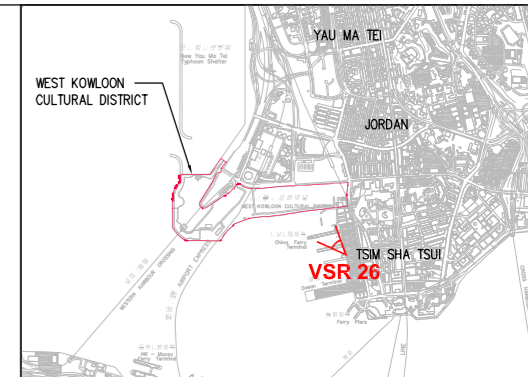 YAU MA TEI
New Yau Ma Tei
Typhoon Shelter
WEST KOWLOON
CULTURAL DISTRICT
JORDAN
WEST KOWLOON CULTURAL DISTRICT
China Ferry
Terminal
TSIM SHA TSUI
VSR 26
WESTERN HARBOUR CROSSING
AIRPORT EXPRESS
Ocean Terminal
Ferry Piers
HK - Macau
Ferry Terminal
LINE